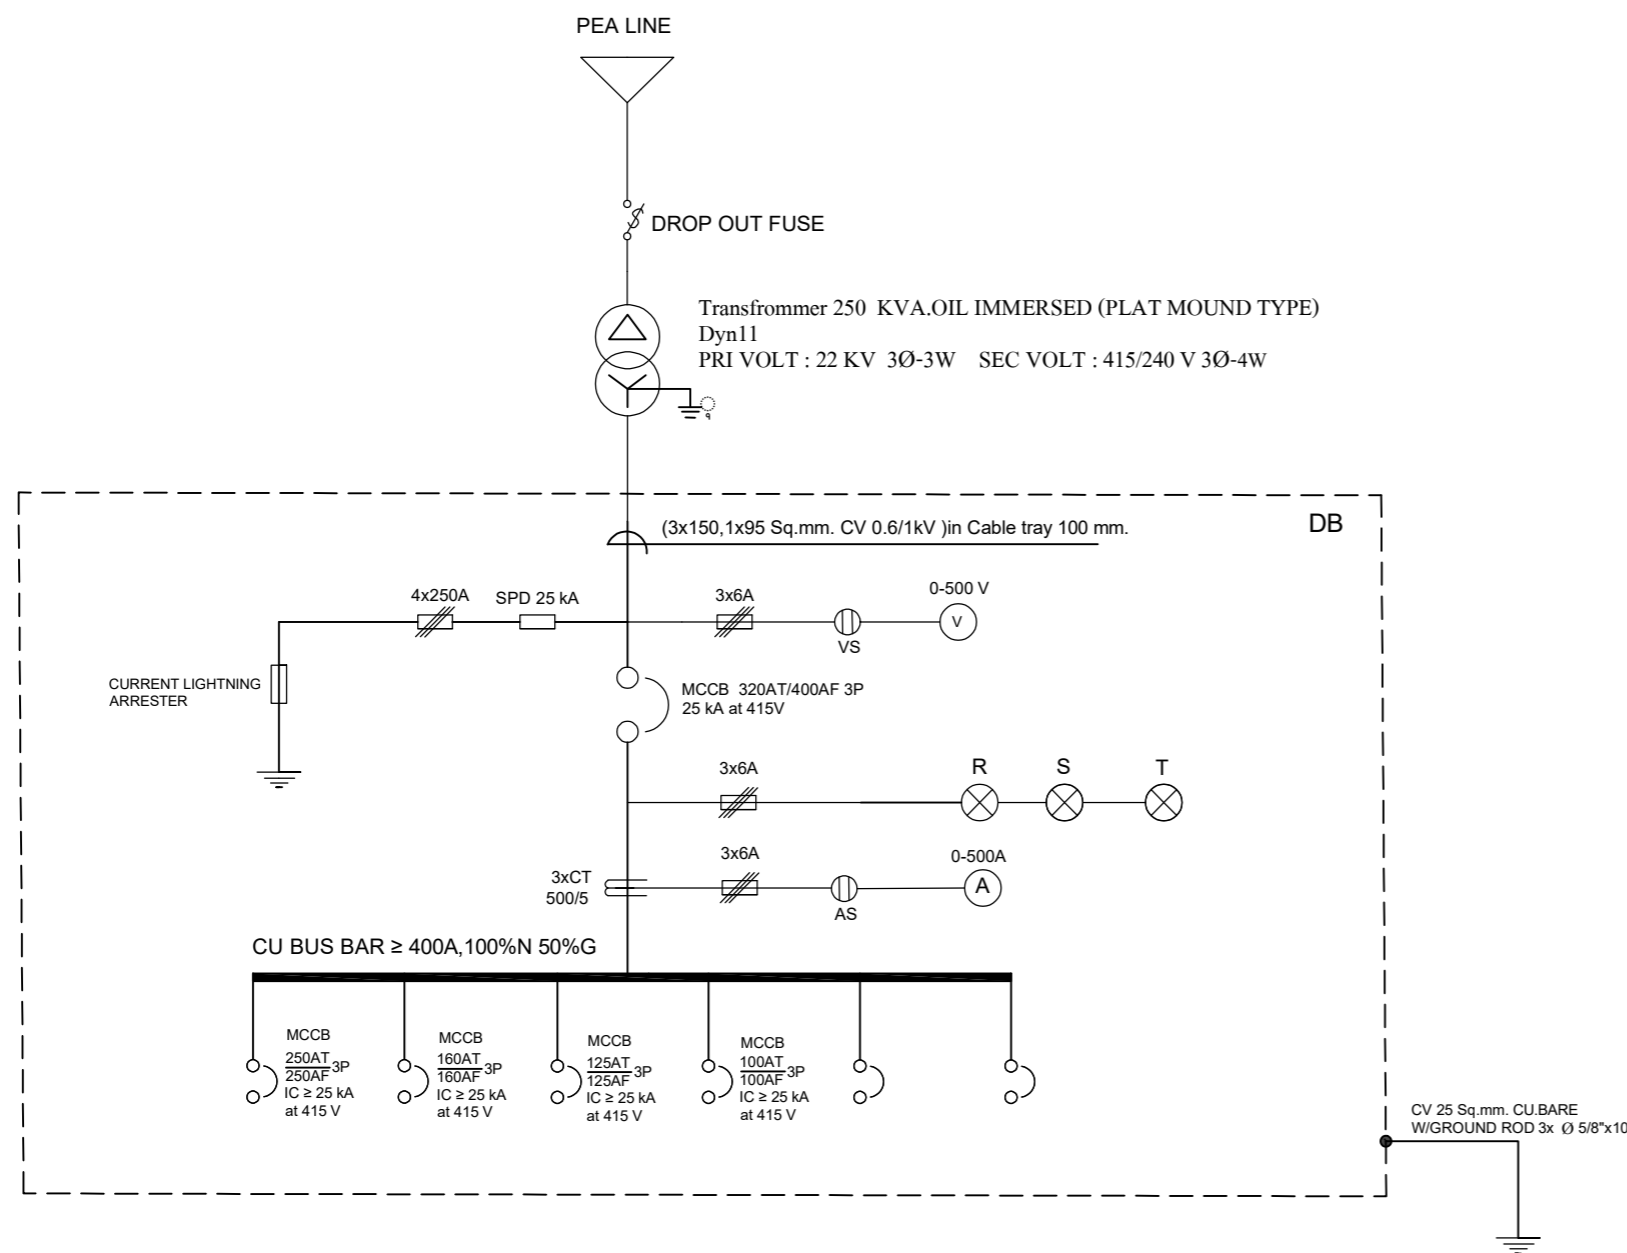 PEA LINE
DROP OUT FUSE
Transfrommer 250 KVA.OIL IMMERSED (PLAT MOUND TYPE)
Dyn11
PRI VOLT : 22 KV 3Ø-3W SEC VOLT : 415/240 V 3Ø-4W
(3x150,1x95 Sq.mm. CV 0.6/1kV )in Cable tray 100 mm.
DB
4x250A
SPD 25 kA
3x6A
0-500 V
V
VS
CURRENT LIGHTNING
ARRESTER
MCCB 320AT/400AF 3P
25 kA at 415V
3x6A
R
S
T
3xCT
500/5
3x6A
0-500A
A
AS
CU BUS BAR ≥ 400A,100%N 50%G
MCCB
250AT
250AF 3P
IC ≥ 25 kA
at 415 V
MCCB
160AT
160AF 3P
IC ≥ 25 kA
at 415 V
MCCB
125AT
125AF 3P
IC ≥ 25 kA
at 415 V
MCCB
100AT
100AF 3P
IC ≥ 25 kA
at 415 V
CV 25 Sq.mm. CU.BARE
W/GROUND ROD 3x Ø 5/8"x10